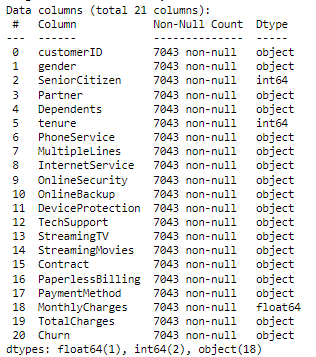 Data columns (total 21 columns):
 #   Column            Non-Null Count  Dtype
---  ------            --------------  -----
 0   customerID        7043 non-null   object
 1   gender            7043 non-null   object
 2   SeniorCitizen     7043 non-null   int64
 3   Partner           7043 non-null   object
 4   Dependents        7043 non-null   object
 5   tenure            7043 non-null   int64
 6   PhoneService      7043 non-null   object
 7   MultipleLines     7043 non-null   object
 8   InternetService   7043 non-null   object
 9   OnlineSecurity    7043 non-null   object
 10  OnlineBackup      7043 non-null   object
 11  DeviceProtection  7043 non-null   object
 12  TechSupport       7043 non-null   object
 13  StreamingTV       7043 non-null   object
 14  StreamingMovies   7043 non-null   object
 15  Contract          7043 non-null   object
 16  PaperlessBilling  7043 non-null   object
 17  PaymentMethod     7043 non-null   object
 18  MonthlyCharges    7043 non-null   float64
 19  TotalCharges      7043 non-null   object
 20  Churn             7043 non-null   object
dtypes: float64(1), int64(2), object(18)